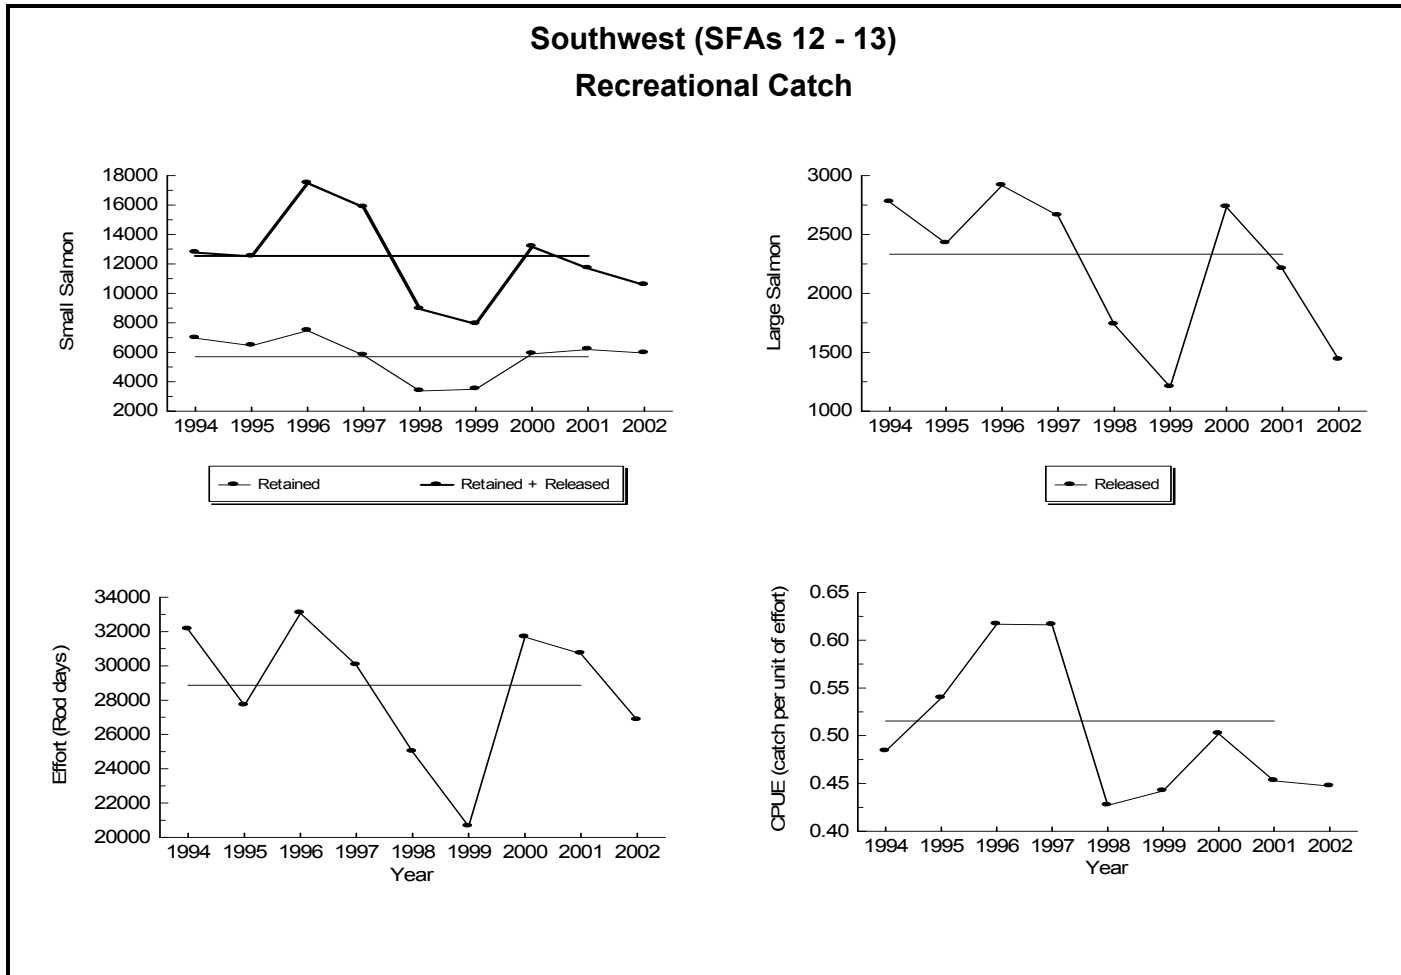 Southwest (SFAs 12 - 13)
Recreational Catch
Small Salmon
18000
16000
14000
12000
10000
8000
6000
4000
2000
1994 1995 1996 1997 1998 1999 2000 2001 2002
Retained Retained + Released
Large Salmon
3000
2500
2000
1500
1000
1994 1995 1996 1997 1998 1999 2000 2001 2002
Released
Effort (Rod days)
34000
32000
30000
28000
26000
24000
22000
20000
1994 1995 1996 1997 1998 1999 2000 2001 2002
Year
CPUE (catch per unit of effort)
0.65
0.60
0.55
0.50
0.45
0.40
1994 1995 1996 1997 1998 1999 2000 2001 2002
Year